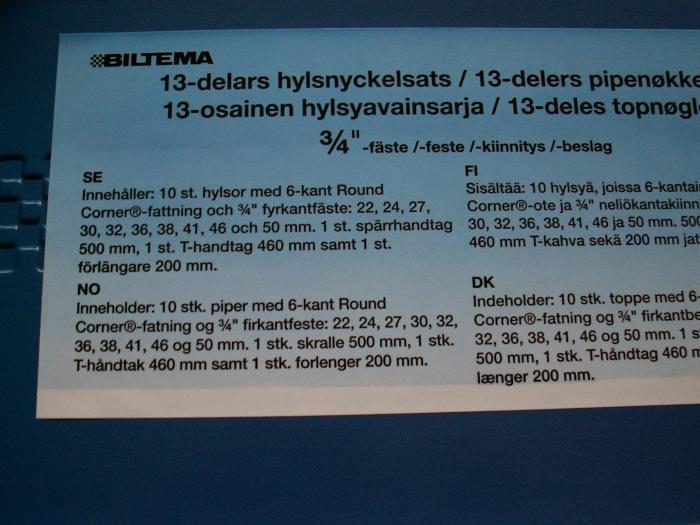 BILTEMA
13-delars hylsnyckelsats / 13-delers pipenøkke
13-osainen hylsyavainsarja / 13-deles topnøgl
3/4" -fäste /-feste /-kiinnitys /-beslag
SE
Innehåller: 10 st. hylsor med 6-kant Round
Corner®-fattning och ¾" fyrkantfäste: 22, 24, 27,
30, 32, 36, 38, 41, 46 och 50 mm. 1 st. spärrhandtag
500 mm, 1 st. T-handtag 460 mm samt 1 st.
förlängare 200 mm.
NO
Inneholder: 10 stk. piper med 6-kant Round
Corner®-fatning og ¾" firkantfeste: 22, 24, 27, 30, 32,
36, 38, 41, 46 og 50 mm. 1 stk. skralle 500 mm, 1 stk.
T-håndtak 460 mm samt 1 stk. forlenger 200 mm.
FI
Sisältää: 10 hylsyä, joissa 6-kantai
Corner®-ote ja ¾" neliökantakiinn
30, 32, 36, 38, 41, 46 ja 50 mm. 500
460 mm T-kahva sekä 200 mm jat
DK
Indeholder: 10 stk. toppe med 6-
Corner®-fatning og ¾" firkantbe
32, 36, 38, 41, 46 og 50 mm. 1 s
500 mm, 1 stk. T-håndtag 460 m
længer 200 mm.